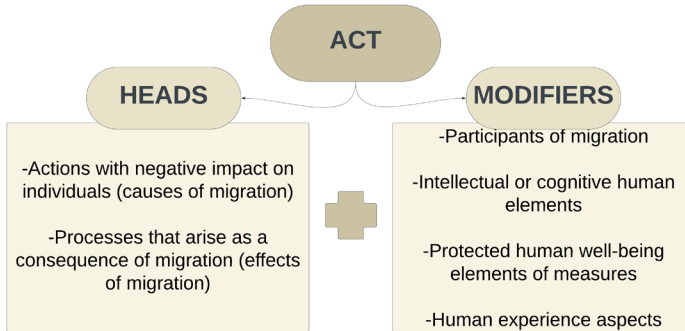 ACT
HEADS
MODIFIERS
-Actions with negative impact on
individuals (causes of migration)
-Processes that arise as a
consequence of migration (effects
of migration)
-Participants of migration
-Intellectual or cognitive human
elements
-Protected human well-being
elements of measures
-Human experience aspects